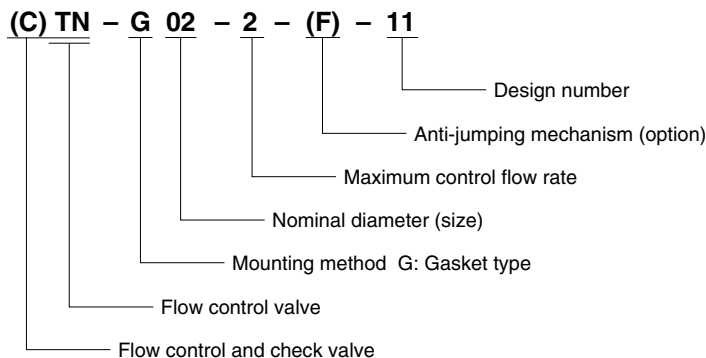 (C) TN – G 02 – 2 – (F) – 11
Design number
Anti-jumping mechanism (option)
Maximum control flow rate
Nominal diameter (size)
Mounting method  G: Gasket type
Flow control valve
Flow control and check valve